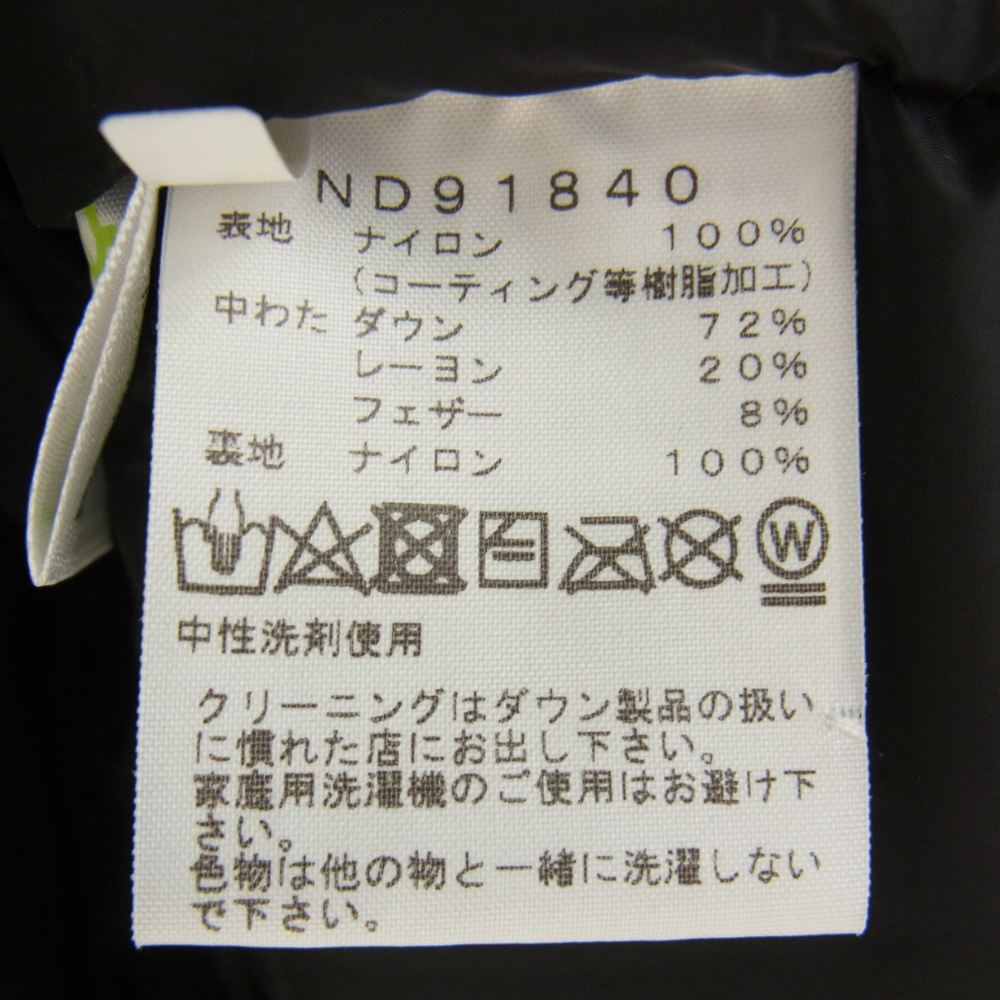 ND91840
表地 ナイロン 100%
(コーティング等樹脂加工)
中わた ダウン 72%
レーヨン 20%
フェザー 8%
裏地 ナイロン 100%
W
中性洗剤使用
クリーニングはダウン製品の扱い
に慣れた店にお出し下さい。
家庭用洗濯機のご使用はお避け下
さい。
色物は他の物と一緒に洗濯しない
で下さい。